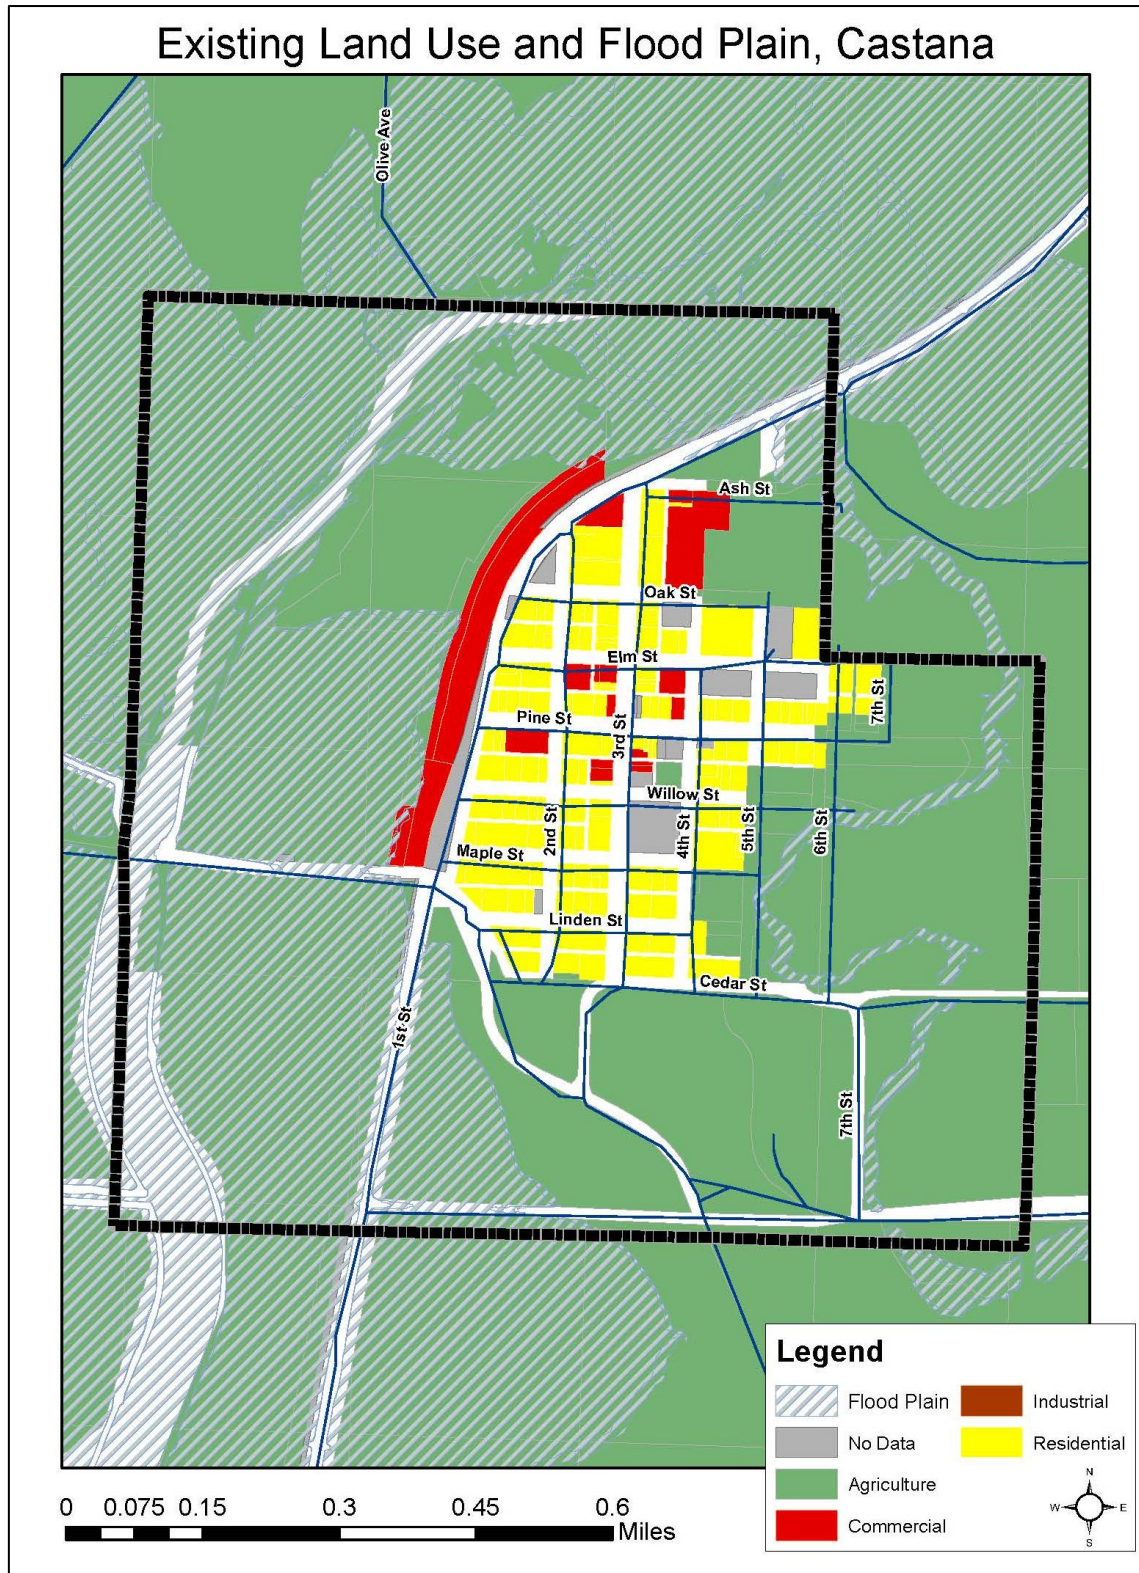 Existing Land Use and Flood Plain, Castana
Olive Ave
Ash St
Oak St
Elm St
7th St
Pine St
3rd St
Willow St
2nd St
4th St
5th St
6th St
Maple St
Linden St
Cedar St
1st St
7th St
Legend
Flood Plain
Industrial
No Data
Residential
Agriculture
Commercial
N
W E
S
0 0.075 0.15 0.3 0.45 0.6
Miles